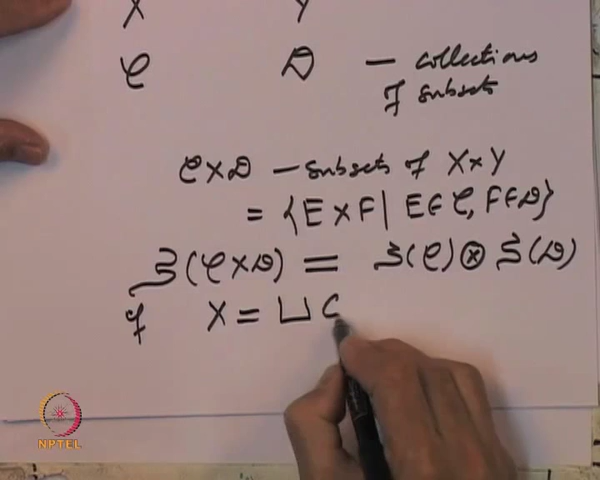 X Y
𝒞 𝒟 — collections of subsets
𝒞 × 𝒟 — subsets of X × Y
= {E × F | E ∈ 𝒞, F ∈ 𝒟}
𝒮(𝒞 × 𝒟) = 𝒮(𝒞) ⊗ 𝒮(𝒟)
if X = ⊔ C
NPTEL